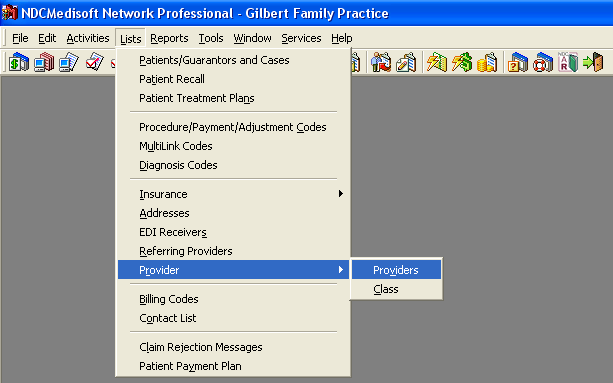 NDCMedisoft Network Professional - Gilbert Family Practice
File Edit Activities Lists Reports Tools Window Services Help
Patients/Guarantors and Cases
Patient Recall
Patient Treatment Plans
Procedure/Payment/Adjustment Codes
MultiLink Codes
Diagnosis Codes
Insurance
Addresses
EDI Receivers
Referring Providers
Provider
Providers
Class
Billing Codes
Contact List
Claim Rejection Messages
Patient Payment Plan